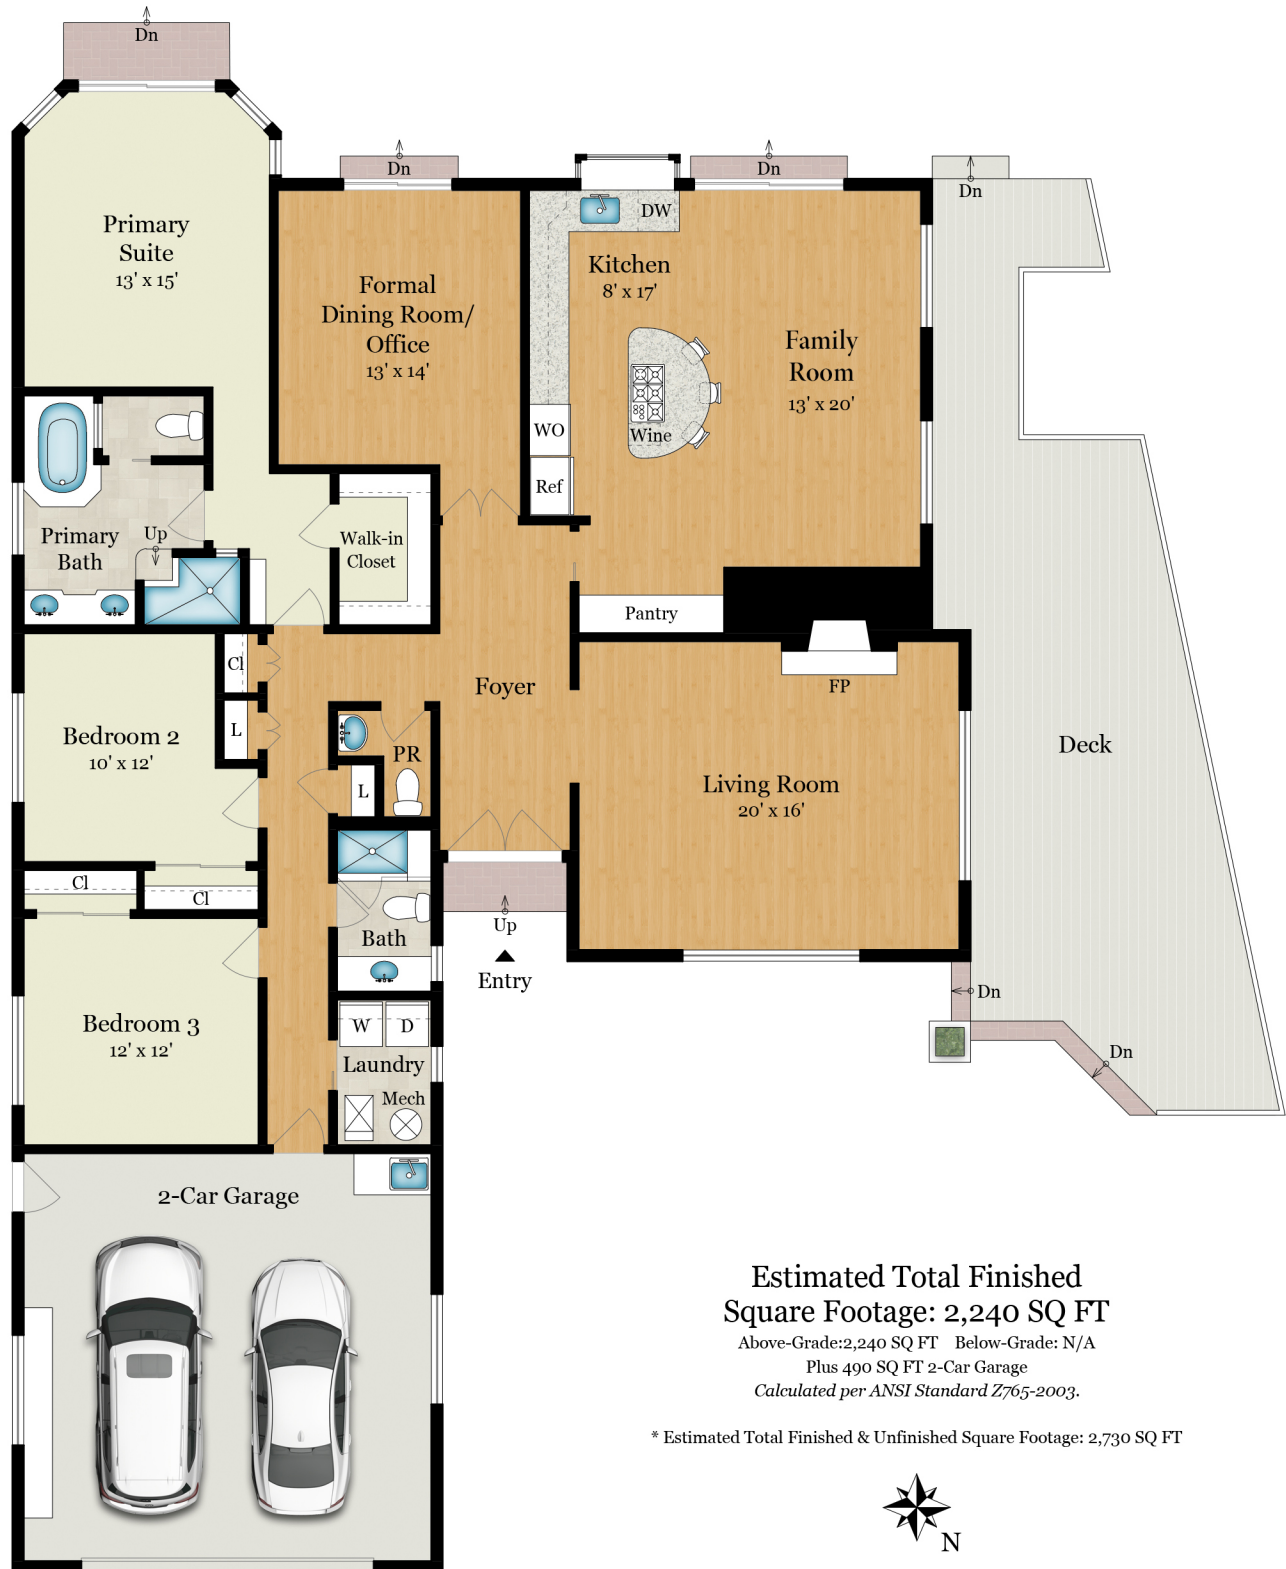 Dn
Dn
Dn
Dn
Primary
Suite
13' x 15'
Formal
Dining Room/
Office
13' x 14'
DW
Kitchen
8' x 17'
Family
Room
13' x 20'
WO
Wine
Ref
Primary
Bath
Up
Walk-in
Closet
Pantry
Cl
L
Foyer
FP
Bedroom 2
10' x 12'
PR
L
Living Room
20' x 16'
Deck
Cl
Cl
Bath
Up
Entry
Dn
Bedroom 3
12' x 12'
W
D
Laundry
Mech
Dn
2-Car Garage
Estimated Total Finished
Square Footage: 2,240 SQ FT
Above-Grade:2,240 SQ FT Below-Grade: N/A
Plus 490 SQ FT 2-Car Garage
Calculated per ANSI Standard Z765-2003.
* Estimated Total Finished & Unfinished Square Footage: 2,730 SQ FT
N